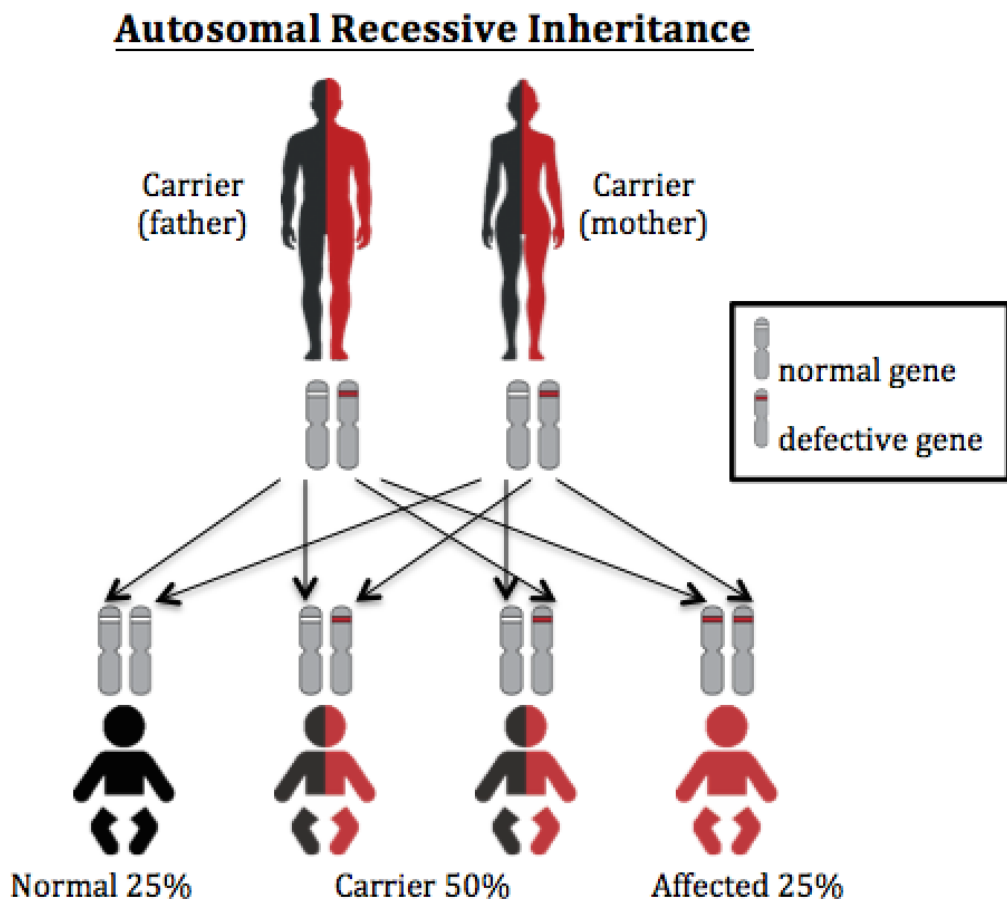 Autosomal Recessive Inheritance
Carrier
(father)
Carrier
(mother)
normal gene
defective gene
Normal 25%
Carrier 50%
Affected 25%